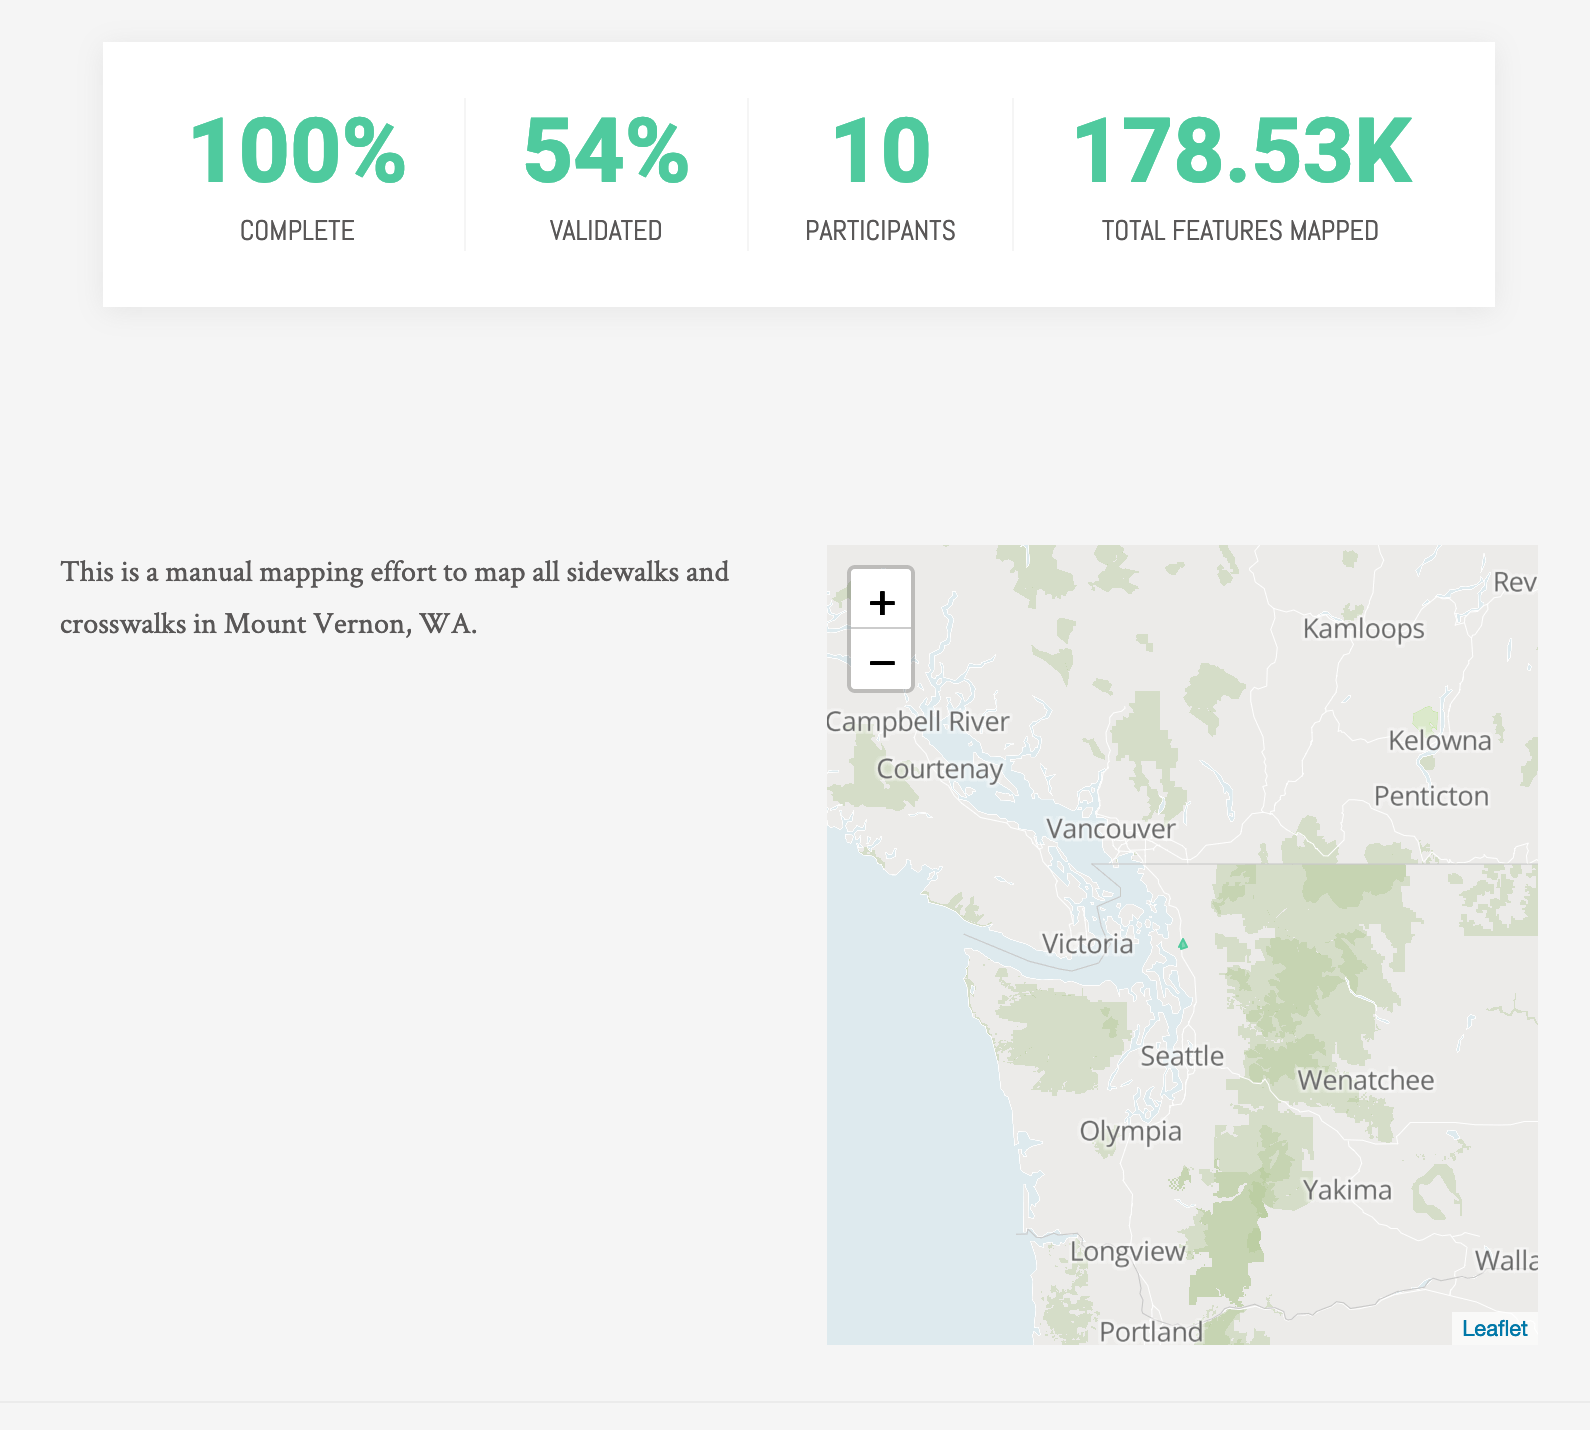 100%
COMPLETE
54%
VALIDATED
10
PARTICIPANTS
178.53K
TOTAL FEATURES MAPPED
This is a manual mapping effort to map all sidewalks and
crosswalks in Mount Vernon, WA.
+
−
Rev
Kamloops
Campbell River
Kelowna
Courtenay
Penticton
Vancouver
Victoria
Seattle
Wenatchee
Olympia
Yakima
Longview
Walla
Portland
Leaflet